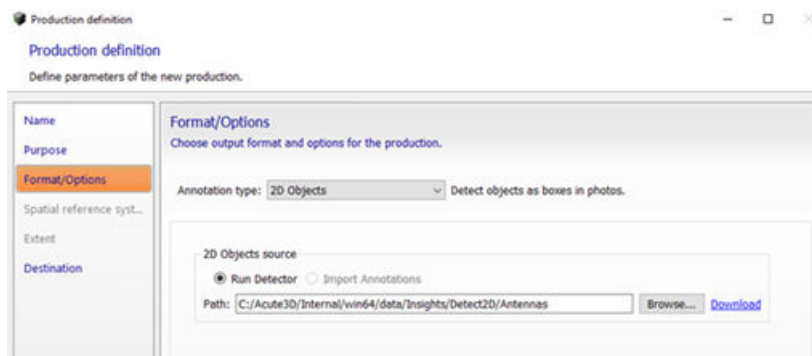 Production definition
Production definition
Define parameters of the new production.
Name
Purpose
Format/Options
Spatial reference syst...
Extent
Destination
Format/Options
Choose output format and options for the production.
Annotation type: 2D Objects Detect objects as boxes in photos.
2D Objects source
Run Detector Import Annotations
Path: C:/Acute3D/Internal/win64/data/Insights/Detect2D/Antennas Browse... Download